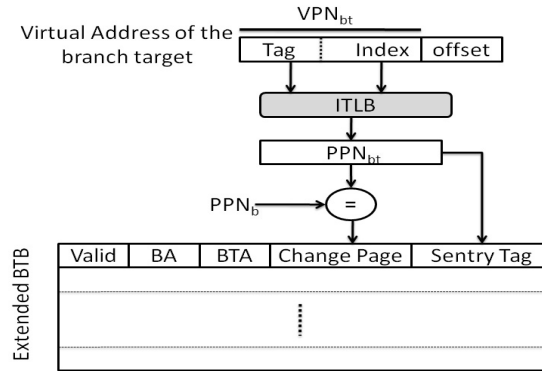 VPNbt
Virtual Address of the
branch target
Tag Index offset
ITLB
PPNbt
PPNb =
Valid BA BTA Change Page Sentry Tag
Extended BTB